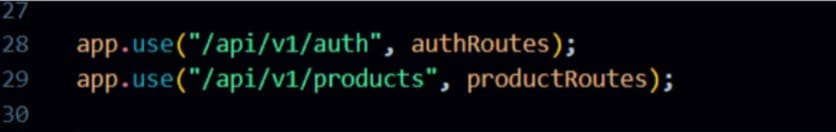 27
28 app.use("/api/v1/auth", authRoutes);
29 app.use("/api/v1/products", productRoutes);
30